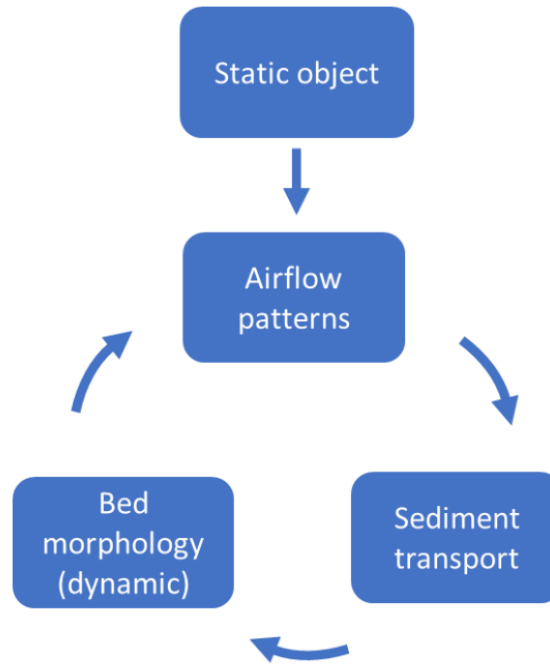 Static object
Airflow
patterns
Bed
morphology
(dynamic)
Sediment
transport